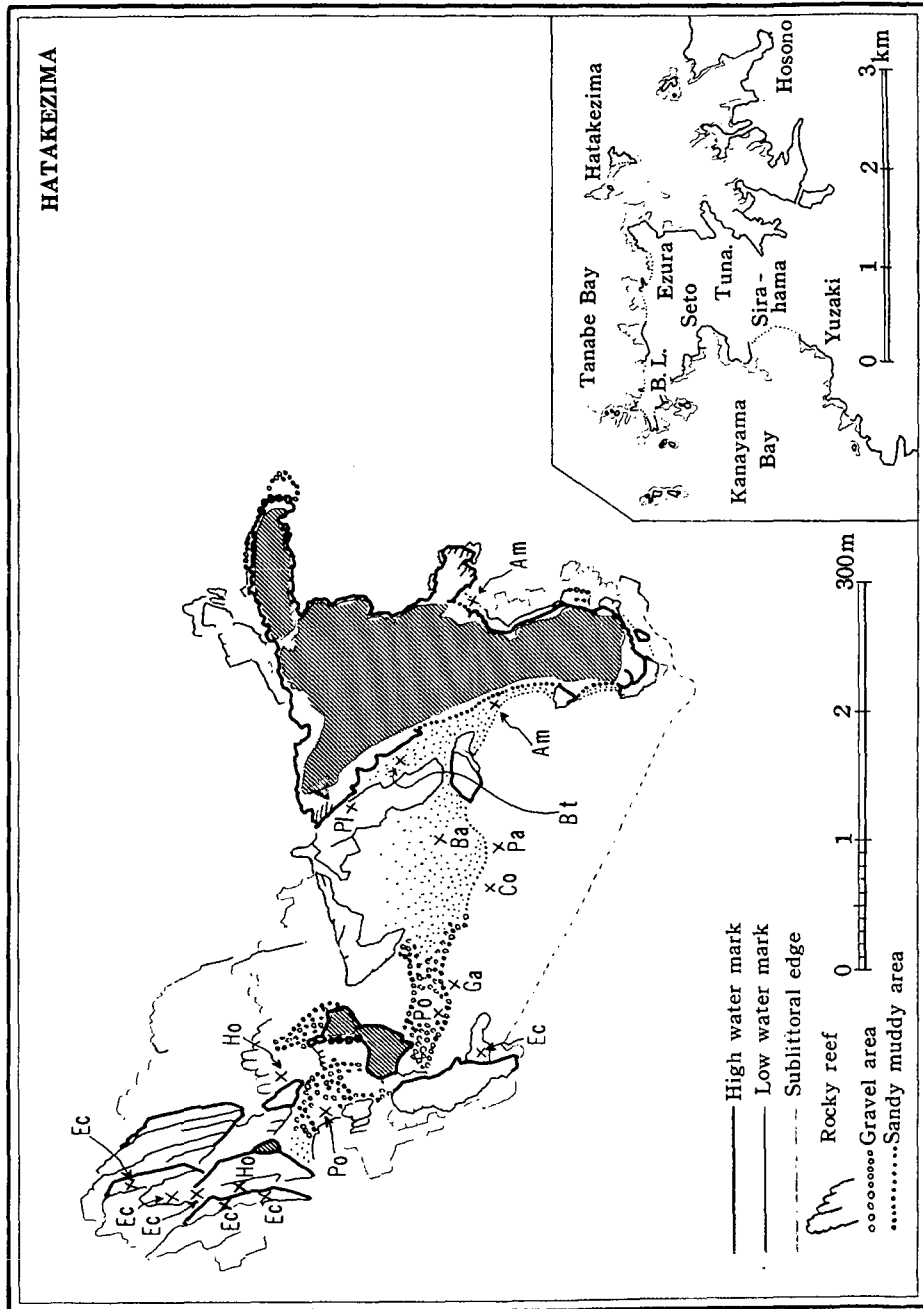 HATAKEZIMA
Ec
Ec
Ec
Ec
Ec
Ho
Ho
Po
Po
Ga
Ec
Co
Pa
Ba
Pl
Bt
Am
Am
High water mark
Low water mark
Sublittoral edge
Rocky reef
Gravel area
Sandy muddy area
0 1 2 300m
Tanabe Bay
Hatakezima
B. L.
Ezura
Seto
Tuna.
Sira-
hama
Kanayama
Bay
Yuzaki
Hosono
0 1 2 3
km